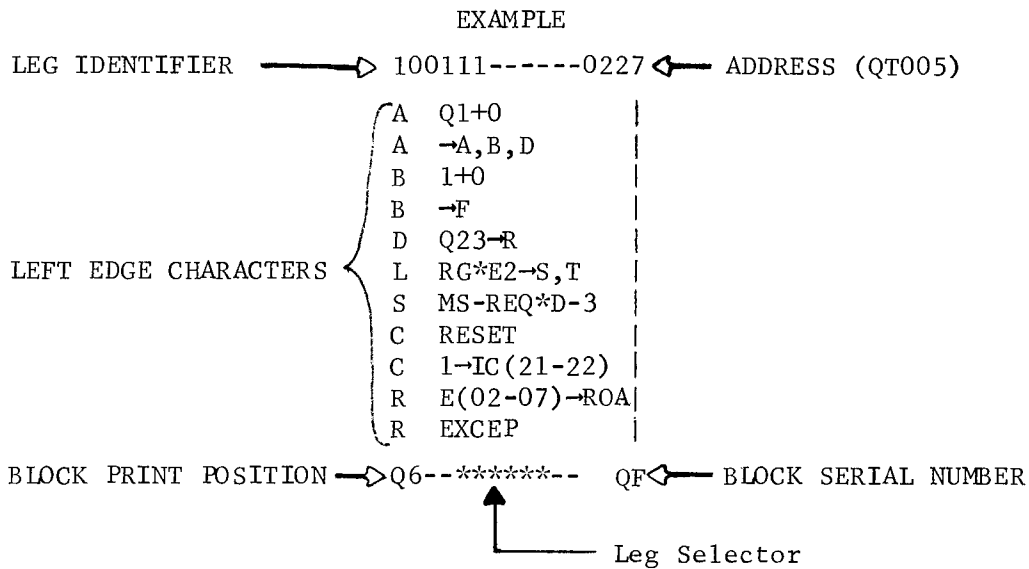 EXAMPLE
LEG IDENTIFIER 100111------0227 ADDRESS (QT005)
A Q1+0
A →A,B,D
B 1+0
B →F
D Q23→R
LEFT EDGE CHARACTERS L RG*E2→S,T
S MS-REQ*D-3
C RESET
C 1→IC(21-22)
R E(02-07)→ROA
R EXCEP
BLOCK PRINT POSITION Q6--******-- QF BLOCK SERIAL NUMBER
Leg Selector